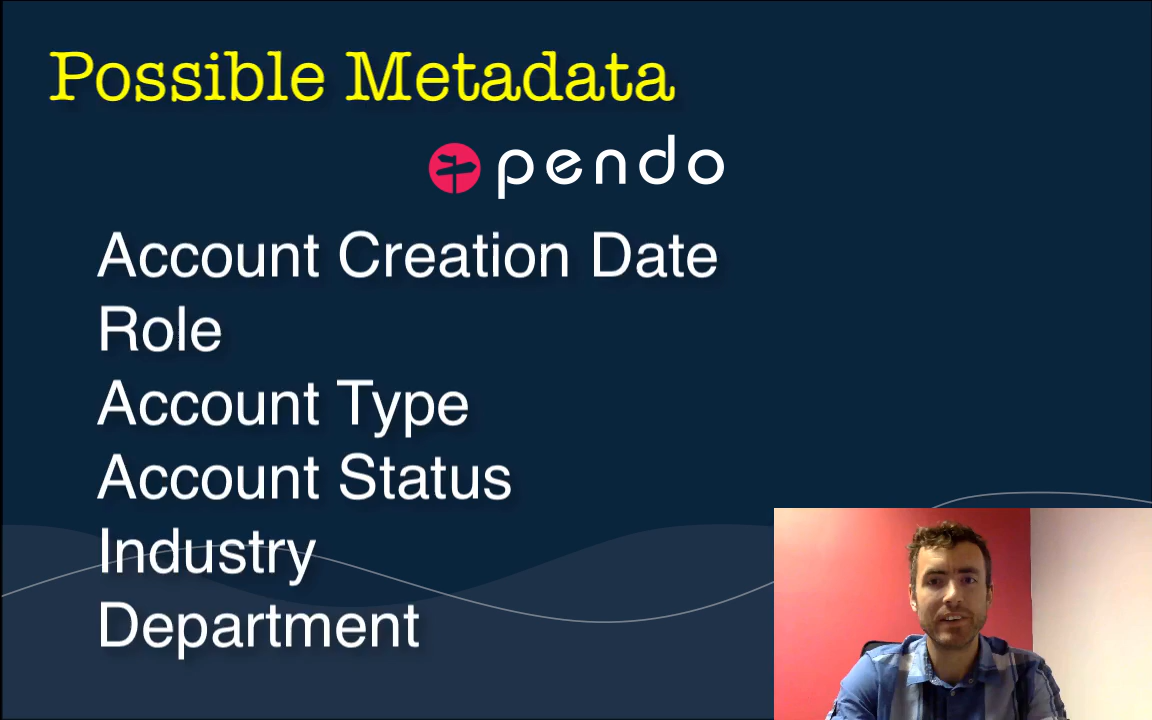 Possible Metadata
pendo
Account Creation Date
Role
Account Type
Account Status
Industry
Department